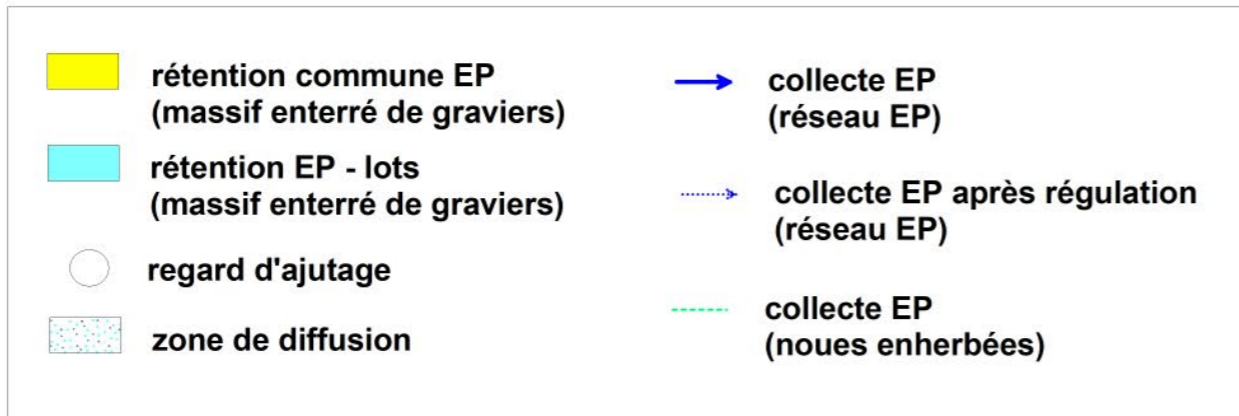 rétention commune EP
(massif enterré de graviers)
rétention EP - lots
(massif enterré de graviers)
regard d'ajutage
zone de diffusion
collecte EP
(réseau EP)
collecte EP après régulation
(réseau EP)
collecte EP
(noues enherbées)